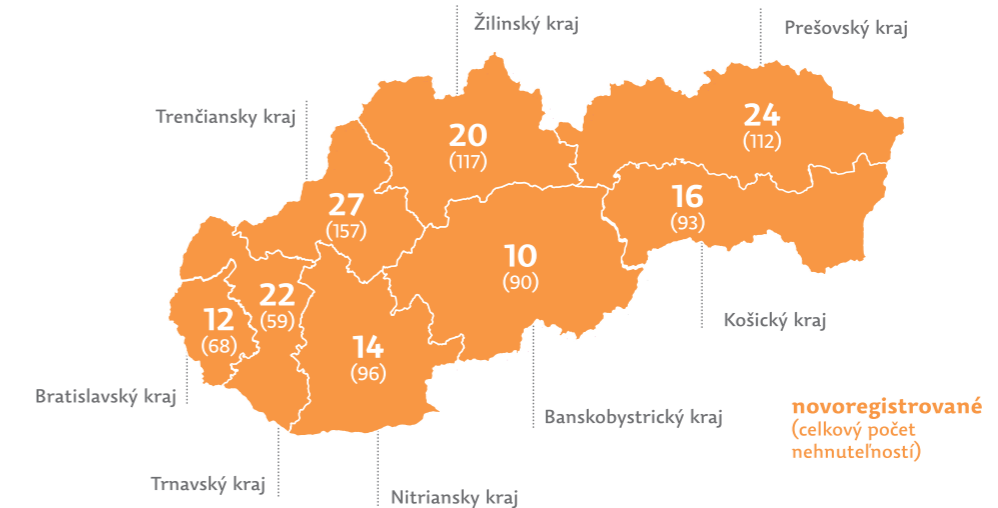 Žilinský kraj
Prešovský kraj
Trenčiansky kraj
20
(117)
24
(112)
27
(157)
16
(93)
10
(90)
22
(59)
12
(68)
14
(96)
Košický kraj
Bratislavský kraj
Banskobystrický kraj
novoregistrované
(celkový počet
nehnuteľností)
Trnavský kraj
Nitriansky kraj